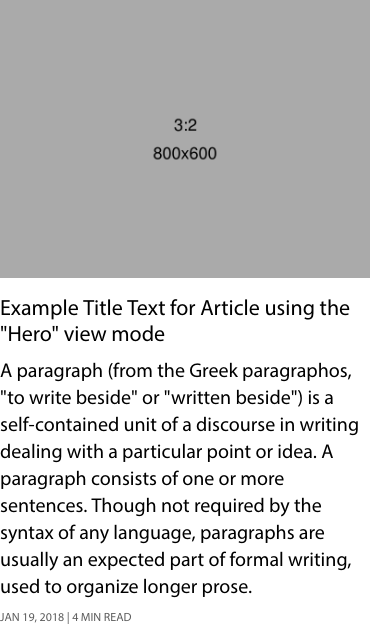 3:2
800x600
Example Title Text for Article using the
"Hero" view mode
A paragraph (from the Greek paragraphos,
"to write beside" or "written beside") is a
self-contained unit of a discourse in writing
dealing with a particular point or idea. A
paragraph consists of one or more
sentences. Though not required by the
syntax of any language, paragraphs are
usually an expected part of formal writing,
used to organize longer prose.
JAN 19, 2018 | 4 MIN READ